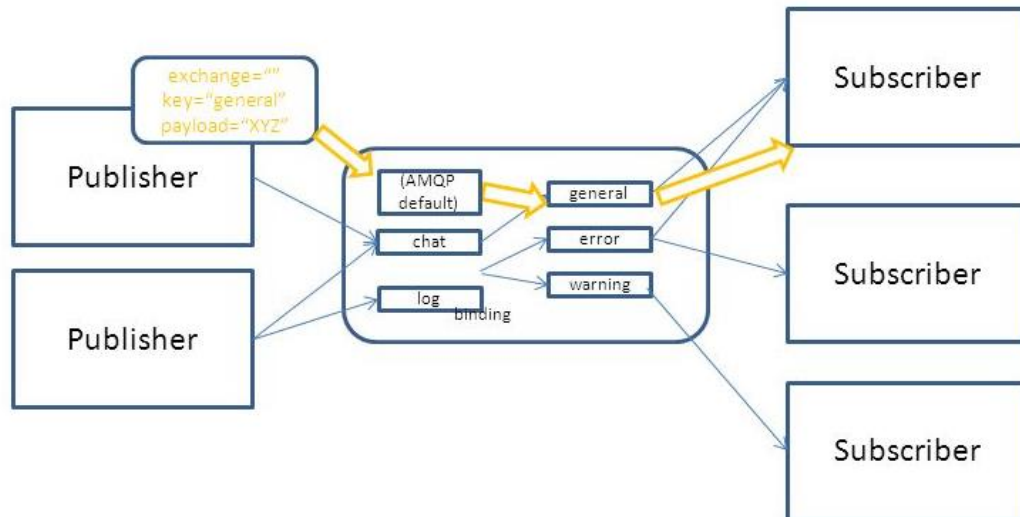 exchange=“”
key=“general”
payload=“XYZ”
Publisher
Publisher
(AMQP
default)
chat
log
binding
general
error
warning
Subscriber
Subscriber
Subscriber